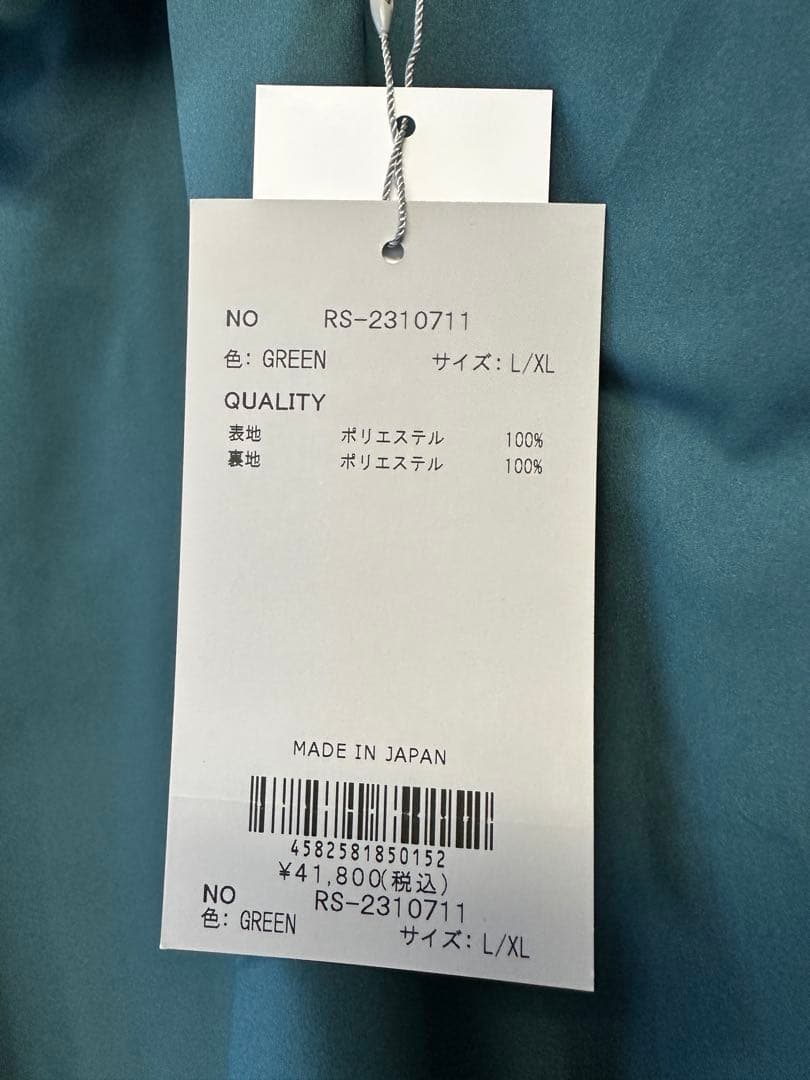 NO RS-2310711
色: GREEN サイズ: L/XL
QUALITY
表地 ポリエステル 100%
裏地 ポリエステル 100%
MADE IN JAPAN
4582581850152
¥41,800(税込)
NO RS-2310711
色: GREEN サイズ: L/XL